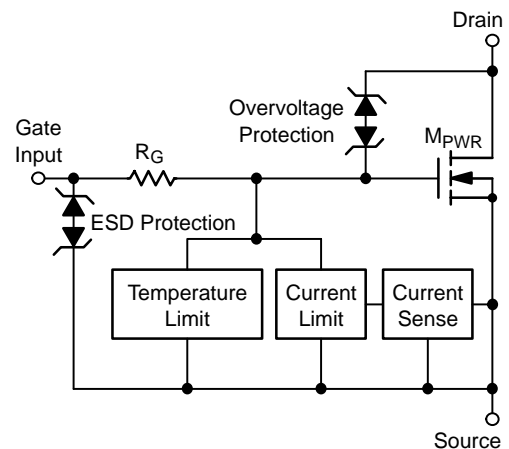 Drain
Overvoltage
Protection
MPWR
Gate
Input
RG
ESD Protection
Temperature
Limit
Current
Limit
Current
Sense
Source